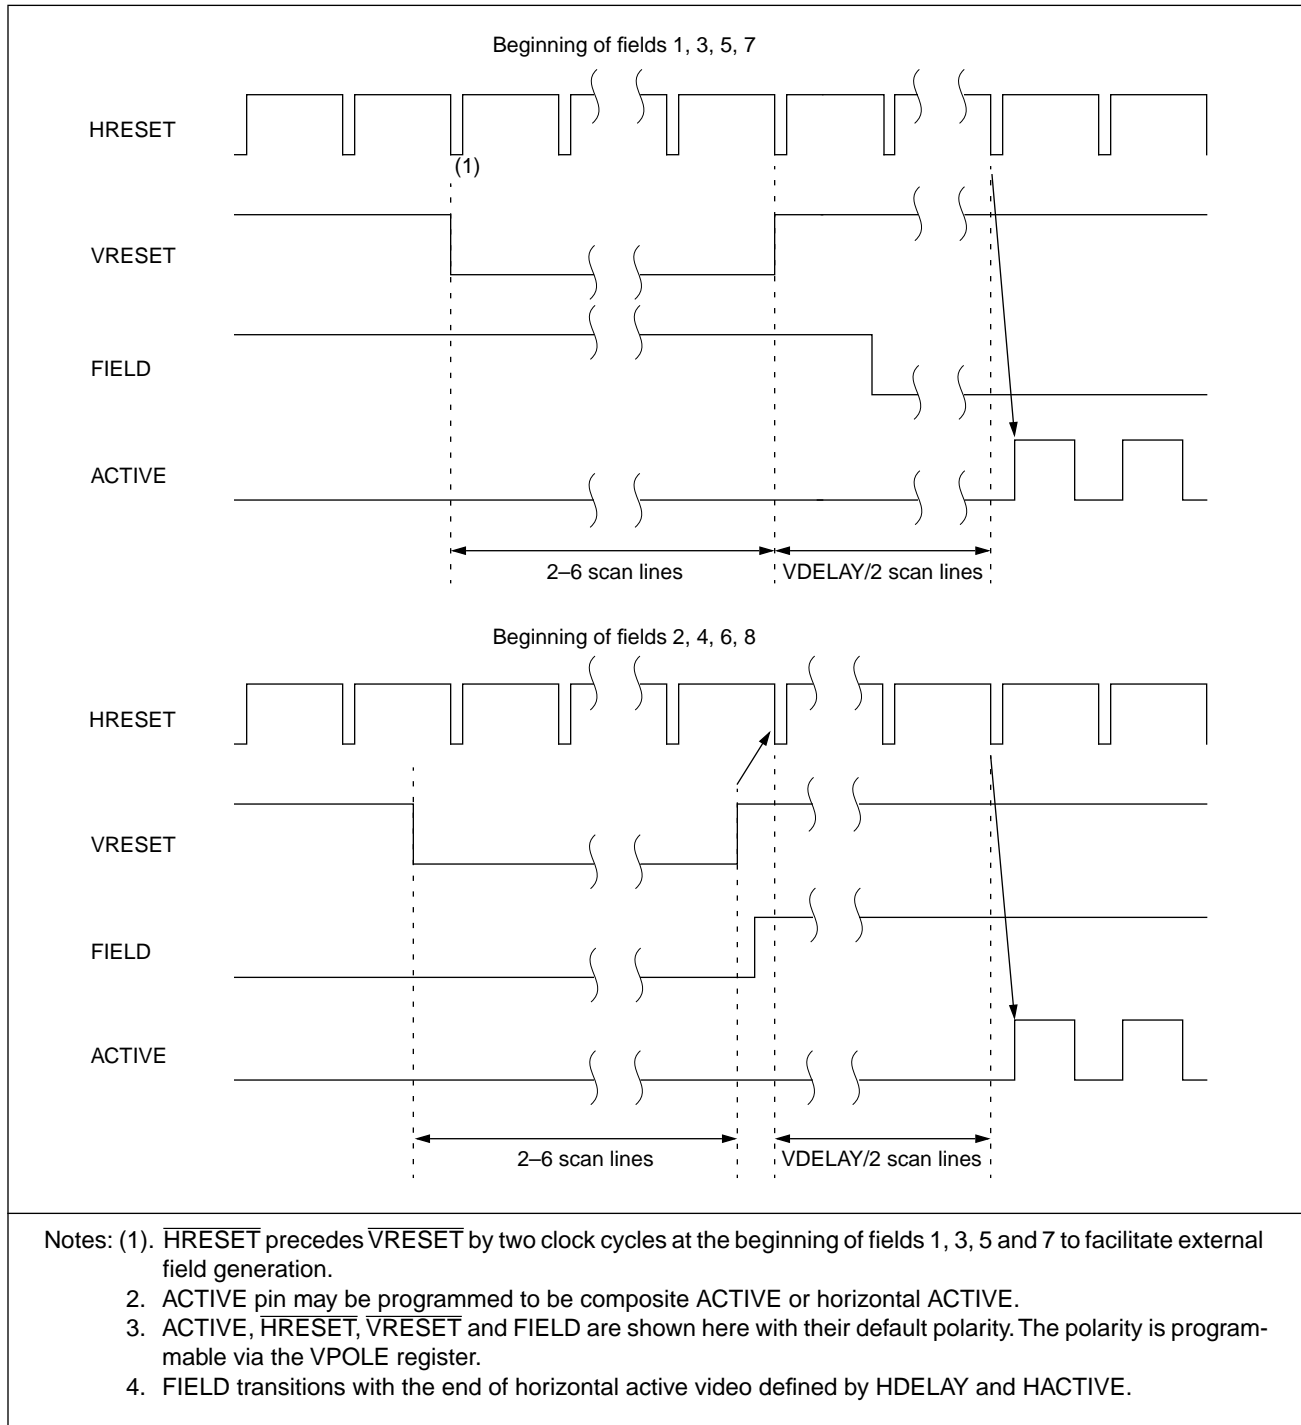 Beginning of fields 1, 3, 5, 7
HRESET
(1)
VRESET
FIELD
ACTIVE
2–6 scan lines
VDELAY/2 scan lines
Beginning of fields 2, 4, 6, 8
HRESET
VRESET
FIELD
ACTIVE
2–6 scan lines
VDELAY/2 scan lines
Notes: (1). HRESET precedes VRESET by two clock cycles at the beginning of fields 1, 3, 5 and 7 to facilitate external
field generation.
2. ACTIVE pin may be programmed to be composite ACTIVE or horizontal ACTIVE.
3. ACTIVE, HRESET, VRESET and FIELD are shown here with their default polarity. The polarity is program-
mable via the VPOLE register.
4. FIELD transitions with the end of horizontal active video defined by HDELAY and HACTIVE.